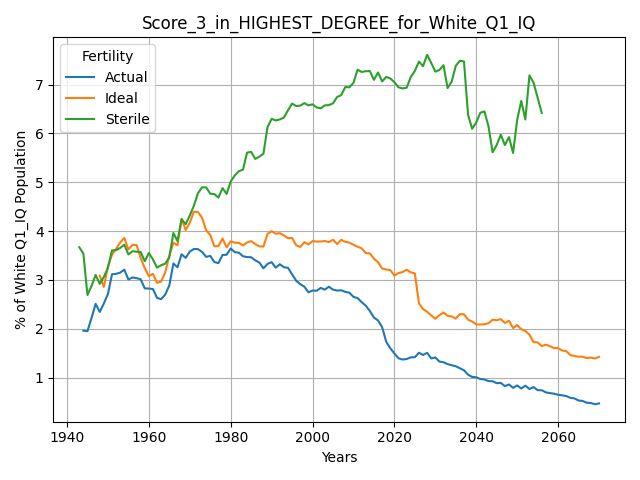 Score_3_in_HIGHEST_DEGREE_for_White_Q1_IQ
Fertility
Actual
Ideal
Sterile
% of White Q1_IQ Population
7
6
5
4
3
2
1
1940 1960 1980 2000 2020 2040 2060
Years